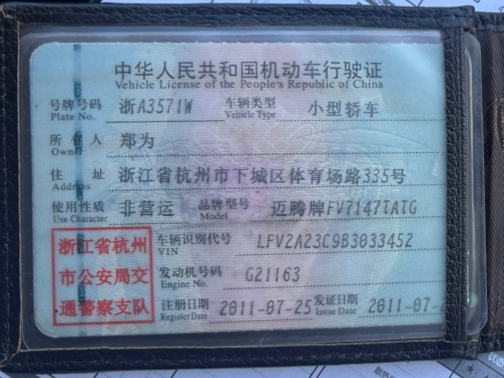 中华人民共和国机动车行驶证
Vehicle License of the People's Republic of China
号牌号码 浙A3571W 车辆类型 小型轿车
Plate No. Vehicle Type
所有人 郑为
Owner
住址 浙江省杭州市下城区体育场路335号
Address
使用性质 非营运 品牌型号 迈腾牌FV7147TATG
Use Character Model
浙江省杭州
市公安局交
通警察支队
车辆识别代号 LFV2A23C9B3033452
VIN
发动机号码 G21163
Engine No.
注册日期 2011-07-25 发证日期 2011-07-
Register Date Issue Date